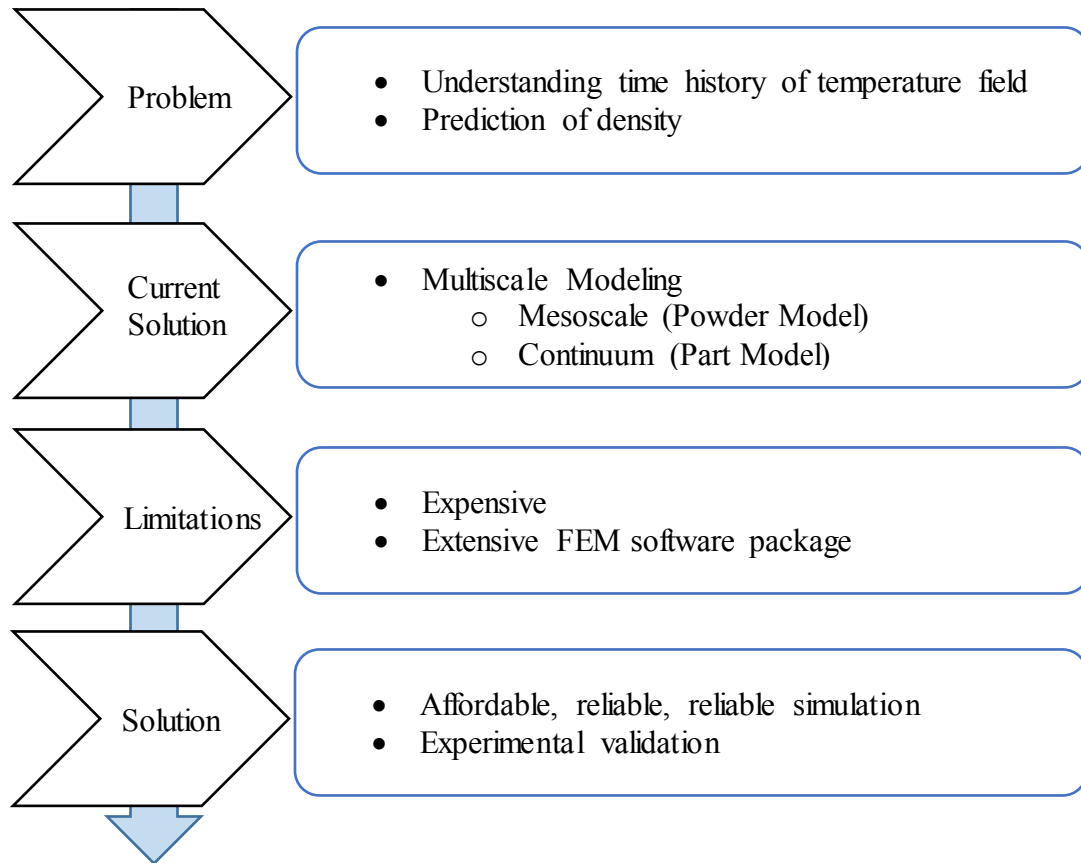 Problem
• Understanding time history of temperature field
• Prediction of density
Current
Solution
• Multiscale Modeling
o Mesoscale (Powder Model)
o Continuum (Part Model)
Limitations
• Expensive
• Extensive FEM software package
Solution
• Affordable, reliable, reliable simulation
• Experimental validation